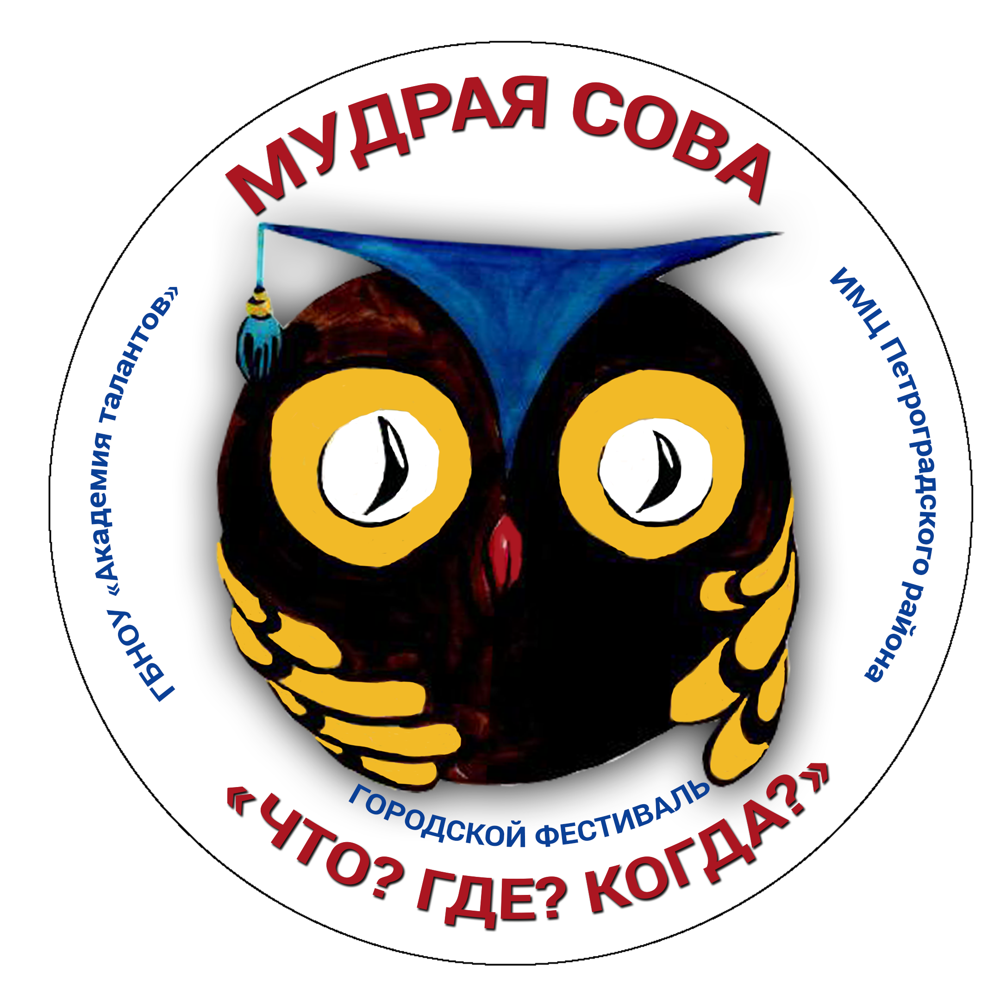 МУДРАЯ СОВА
ГБНОУ «Академия талантов»
ИМЦ Петроградского района
ГОРОДСКОЙ ФЕСТИВАЛЬ
«ЧТО? ГДЕ? КОГДА?»